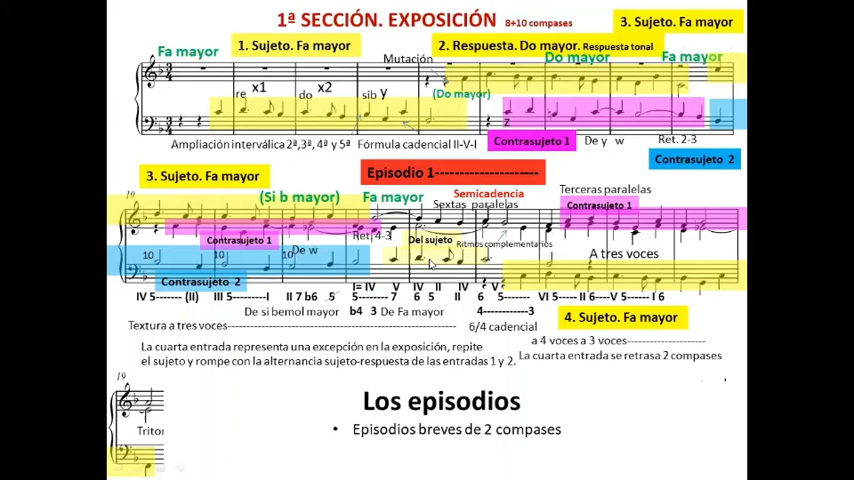 1ª SECCIÓN. EXPOSICIÓN 8+10 compases
3. Sujeto. Fa mayor
Fa mayor
1. Sujeto. Fa mayor
2. Respuesta. Do mayor. Respuesta tonal
Mutación
Do mayor
Fa mayor
re x1 do x2 sib y
(Do mayor)
z
Ampliación interválica 2ª,3ª, 4ª y 5ª
Fórmula cadencial II-V-I
Contrasujeto 1
De y w
Ret. 2-3
Contrasujeto 2
3. Sujeto. Fa mayor
Episodio 1----------------------
10
(Si b mayor)
Fa mayor
Semicadencia
Sextas paralelas
Terceras paralelas
Contrasujeto 1
Contrasujeto 1
Ret. 4-3
Del sujeto
Ritmos complementarios
10 10 10
De w
A tres voces
Contrasujeto 2
I= IV V IV V
IV 5------- (II) III 5-------I II 7 b6 5 5-------- 7 6 5 II 6 V VI 5----- II 6----V 5----- I 6
De si bemol mayor
b4 3 De Fa mayor
4-------3
4. Sujeto. Fa mayor
Textura a tres voces
6/4 cadencial
a 4 voces a 3 voces
La cuarta entrada representa una excepción en la exposición, repite
el sujeto y rompe con la alternancia sujeto-respuesta de las entradas 1 y 2.
La cuarta entrada se retrasa 2 compases
19
Los episodios
• Episodios breves de 2 compases